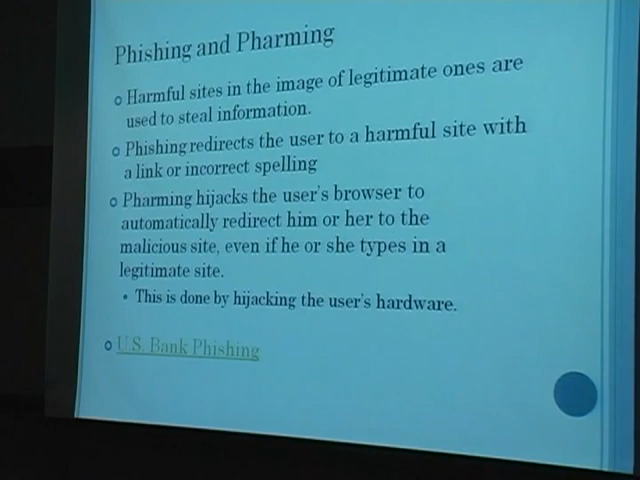 Phishing and Pharming
Harmful sites in the image of legitimate ones are
used to steal information.
Phishing redirects the user to a harmful site with
a link or incorrect spelling
Pharming hijacks the user's browser to
automatically redirect him or her to the
malicious site, even if he or she types in a
legitimate site.
This is done by hijacking the user's hardware.
U.S. Bank Phishing